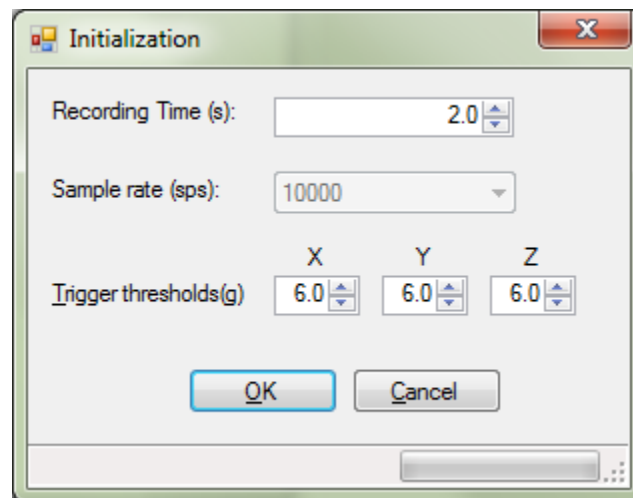 Initialization
Recording Time (s): 2.0
Sample rate (sps): 10000
X Y Z
Trigger thresholds(g) 6.0 6.0 6.0
OK Cancel